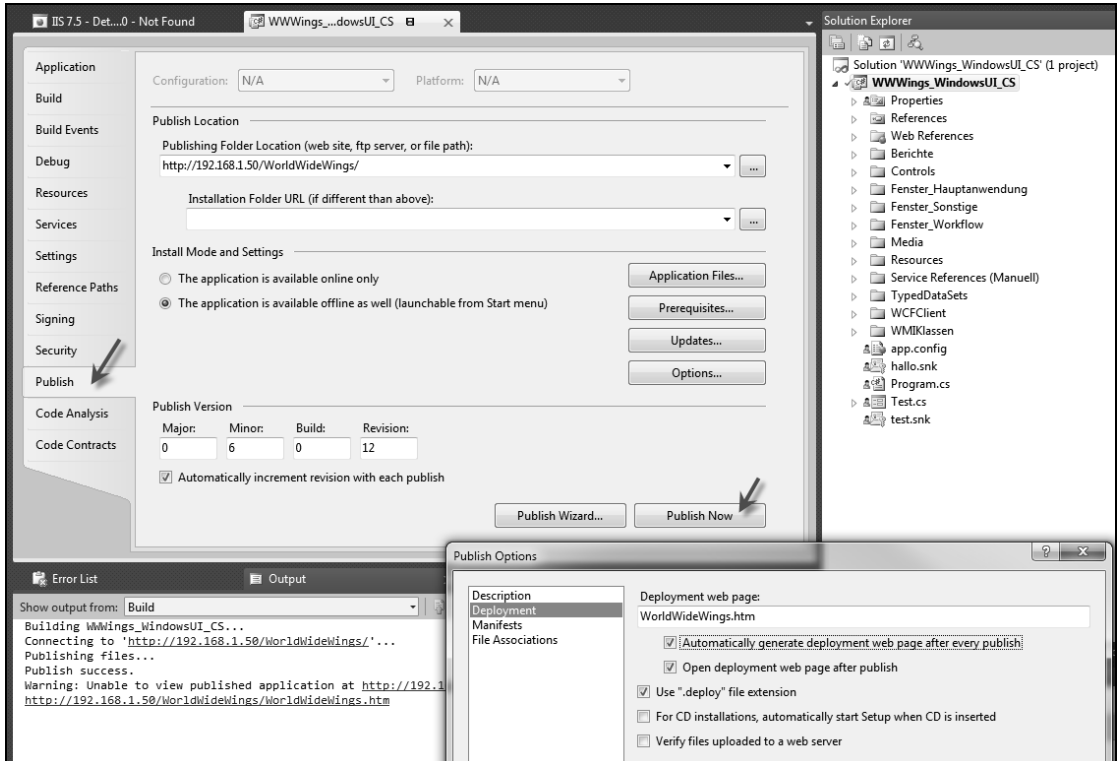 IIS 7.5 - Det....0 - Not Found
WWWings_...dowsUI_CS
Application
Build
Build Events
Debug
Resources
Services
Settings
Reference Paths
Signing
Security
Publish
Code Analysis
Code Contracts
Configuration: N/A Platform: N/A
Publish Location
Publishing Folder Location (web site, ftp server, or file path):
http://192.168.1.50/WorldWideWings/
...
Installation Folder URL (if different than above):
...
Install Mode and Settings
The application is available online only
The application is available offline as well (launchable from Start menu)
Application Files...
Prerequisites...
Updates...
Options...
Publish Version
Major: Minor: Build: Revision:
0 6 0 12
Automatically increment revision with each publish
Publish Wizard... Publish Now
Solution Explorer
Solution 'WWWings_WindowsUI_CS' (1 project)
WWWings_WindowsUI_CS
Properties
References
Web References
Berichte
Controls
Fenster_Hauptanwendung
Fenster_Sonstige
Fenster_Workflow
Media
Resources
Service References (Manuell)
TypedDataSets
WCFClient
WMIKlassen
app.config
hallo.snk
Program.cs
Test.cs
test.snk
Error List Output
Show output from: Build
Building WWWings_WindowsUI_CS...
Connecting to 'http://192.168.1.50/WorldWideWings/'...
Publishing files...
Publish success.
Warning: Unable to view published application at http://192.1
http://192.168.1.50/WorldWideWings/WorldWideWings.htm
Publish Options
Description
Deployment
Manifests
File Associations
Deployment web page:
WorldWideWings.htm
Automatically generate deployment web page after every publish
Open deployment web page after publish
Use ".deploy" file extension
For CD installations, automatically start Setup when CD is inserted
Verify files uploaded to a web server